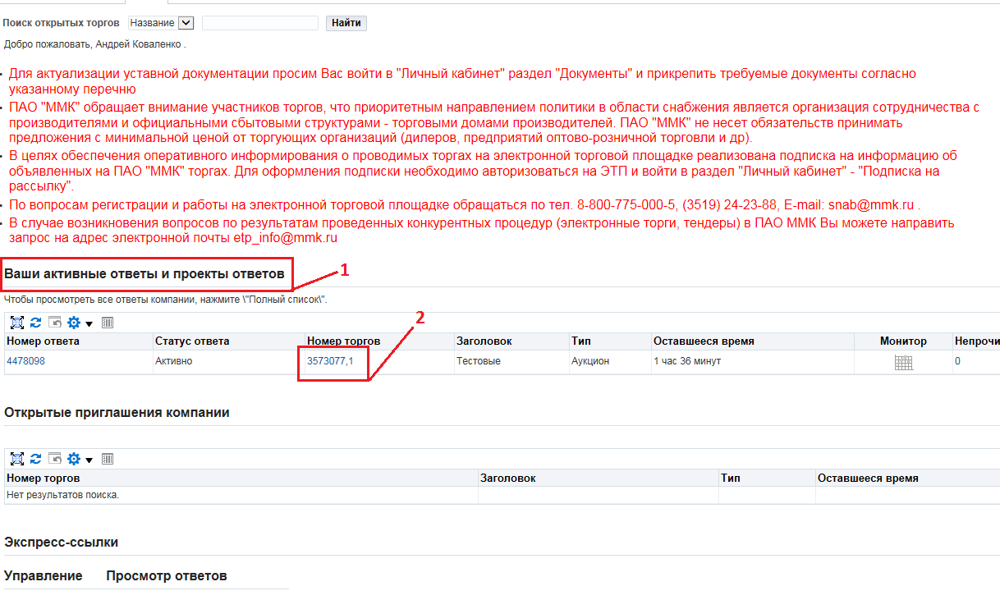 Поиск открытых торгов Название Найти
Добро пожаловать, Андрей Коваленко .
• Для актуализации уставной документации просим Вас войти в "Личный кабинет" раздел "Документы" и прикрепить требуемые документы согласно
указанному перечню
• ПАО "ММК" обращает внимание участников торгов, что приоритетным направлением политики в области снабжения является организация сотрудничества с
производителями и официальными сбытовыми структурами - торговыми домами производителей. ПАО "ММК" не несет обязательств принимать
предложения с минимальной ценой от торгующих организаций (дилеров, предприятий оптово-розничной торговли и др).
• В целях обеспечения оперативного информирования о проводимых торгах на электронной торговой площадке реализована подписка на информацию об
объявленных на ПАО "ММК" торгах. Для оформления подписки необходимо авторизоваться на ЭТП и войти в раздел "Личный кабинет" - "Подписка на
рассылку".
• По вопросам регистрации и работы на электронной торговой площадке обращаться по тел. 8-800-775-000-5, (3519) 24-23-88, E-mail: snab@mmk.ru .
• В случае возникновения вопросов по результатам проведенных конкурентных процедур (электронные торги, тендеры) в ПАО ММК Вы можете направить
запрос на адрес электронной почты etp_info@mmk.ru
Ваши активные ответы и проекты ответов 1
Чтобы просмотреть все ответы компании, нажмите \"Полный список\".
2
Номер ответа Статус ответа Номер торгов Заголовок Тип Оставшееся время Монитор Непрочи
4478098 Активно 3573077,1 Тестовые Аукцион 1 час 36 минут 0
Открытые приглашения компании
Номер торгов Заголовок Тип Оставшееся время
Нет результатов поиска.
Экспресс-ссылки
Управление Просмотр ответов